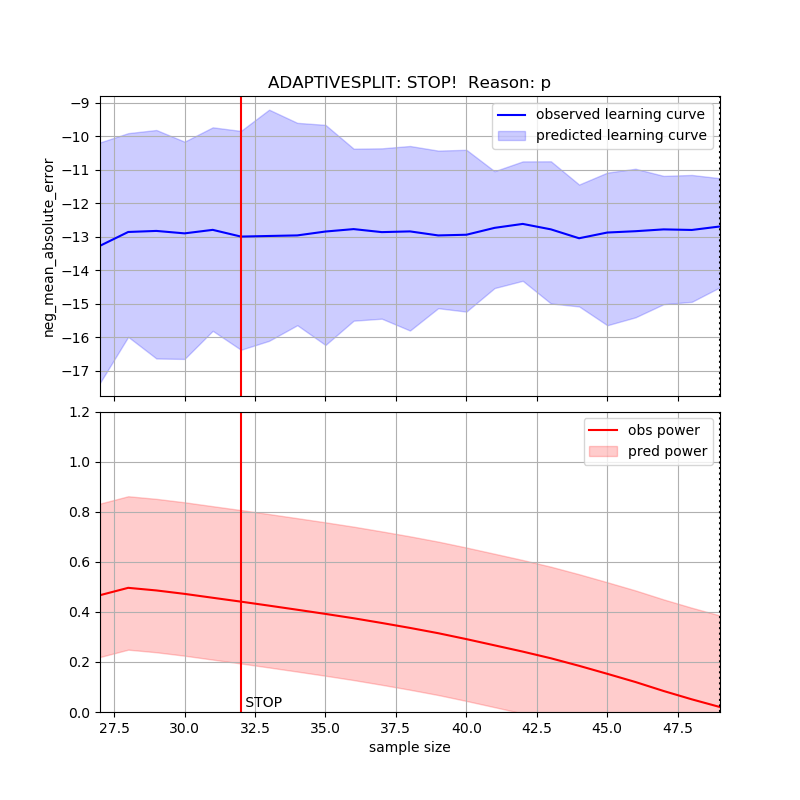 ADAPTIVESPLIT: STOP!  Reason: p
observed learning curve
predicted learning curve
neg_mean_absolute_error
−9
−10
−11
−12
−13
−14
−15
−16
−17
obs power
pred power
1.2
1.0
0.8
0.6
0.4
0.2
0.0
STOP
27.5 30.0 32.5 35.0 37.5 40.0 42.5 45.0 47.5
sample size